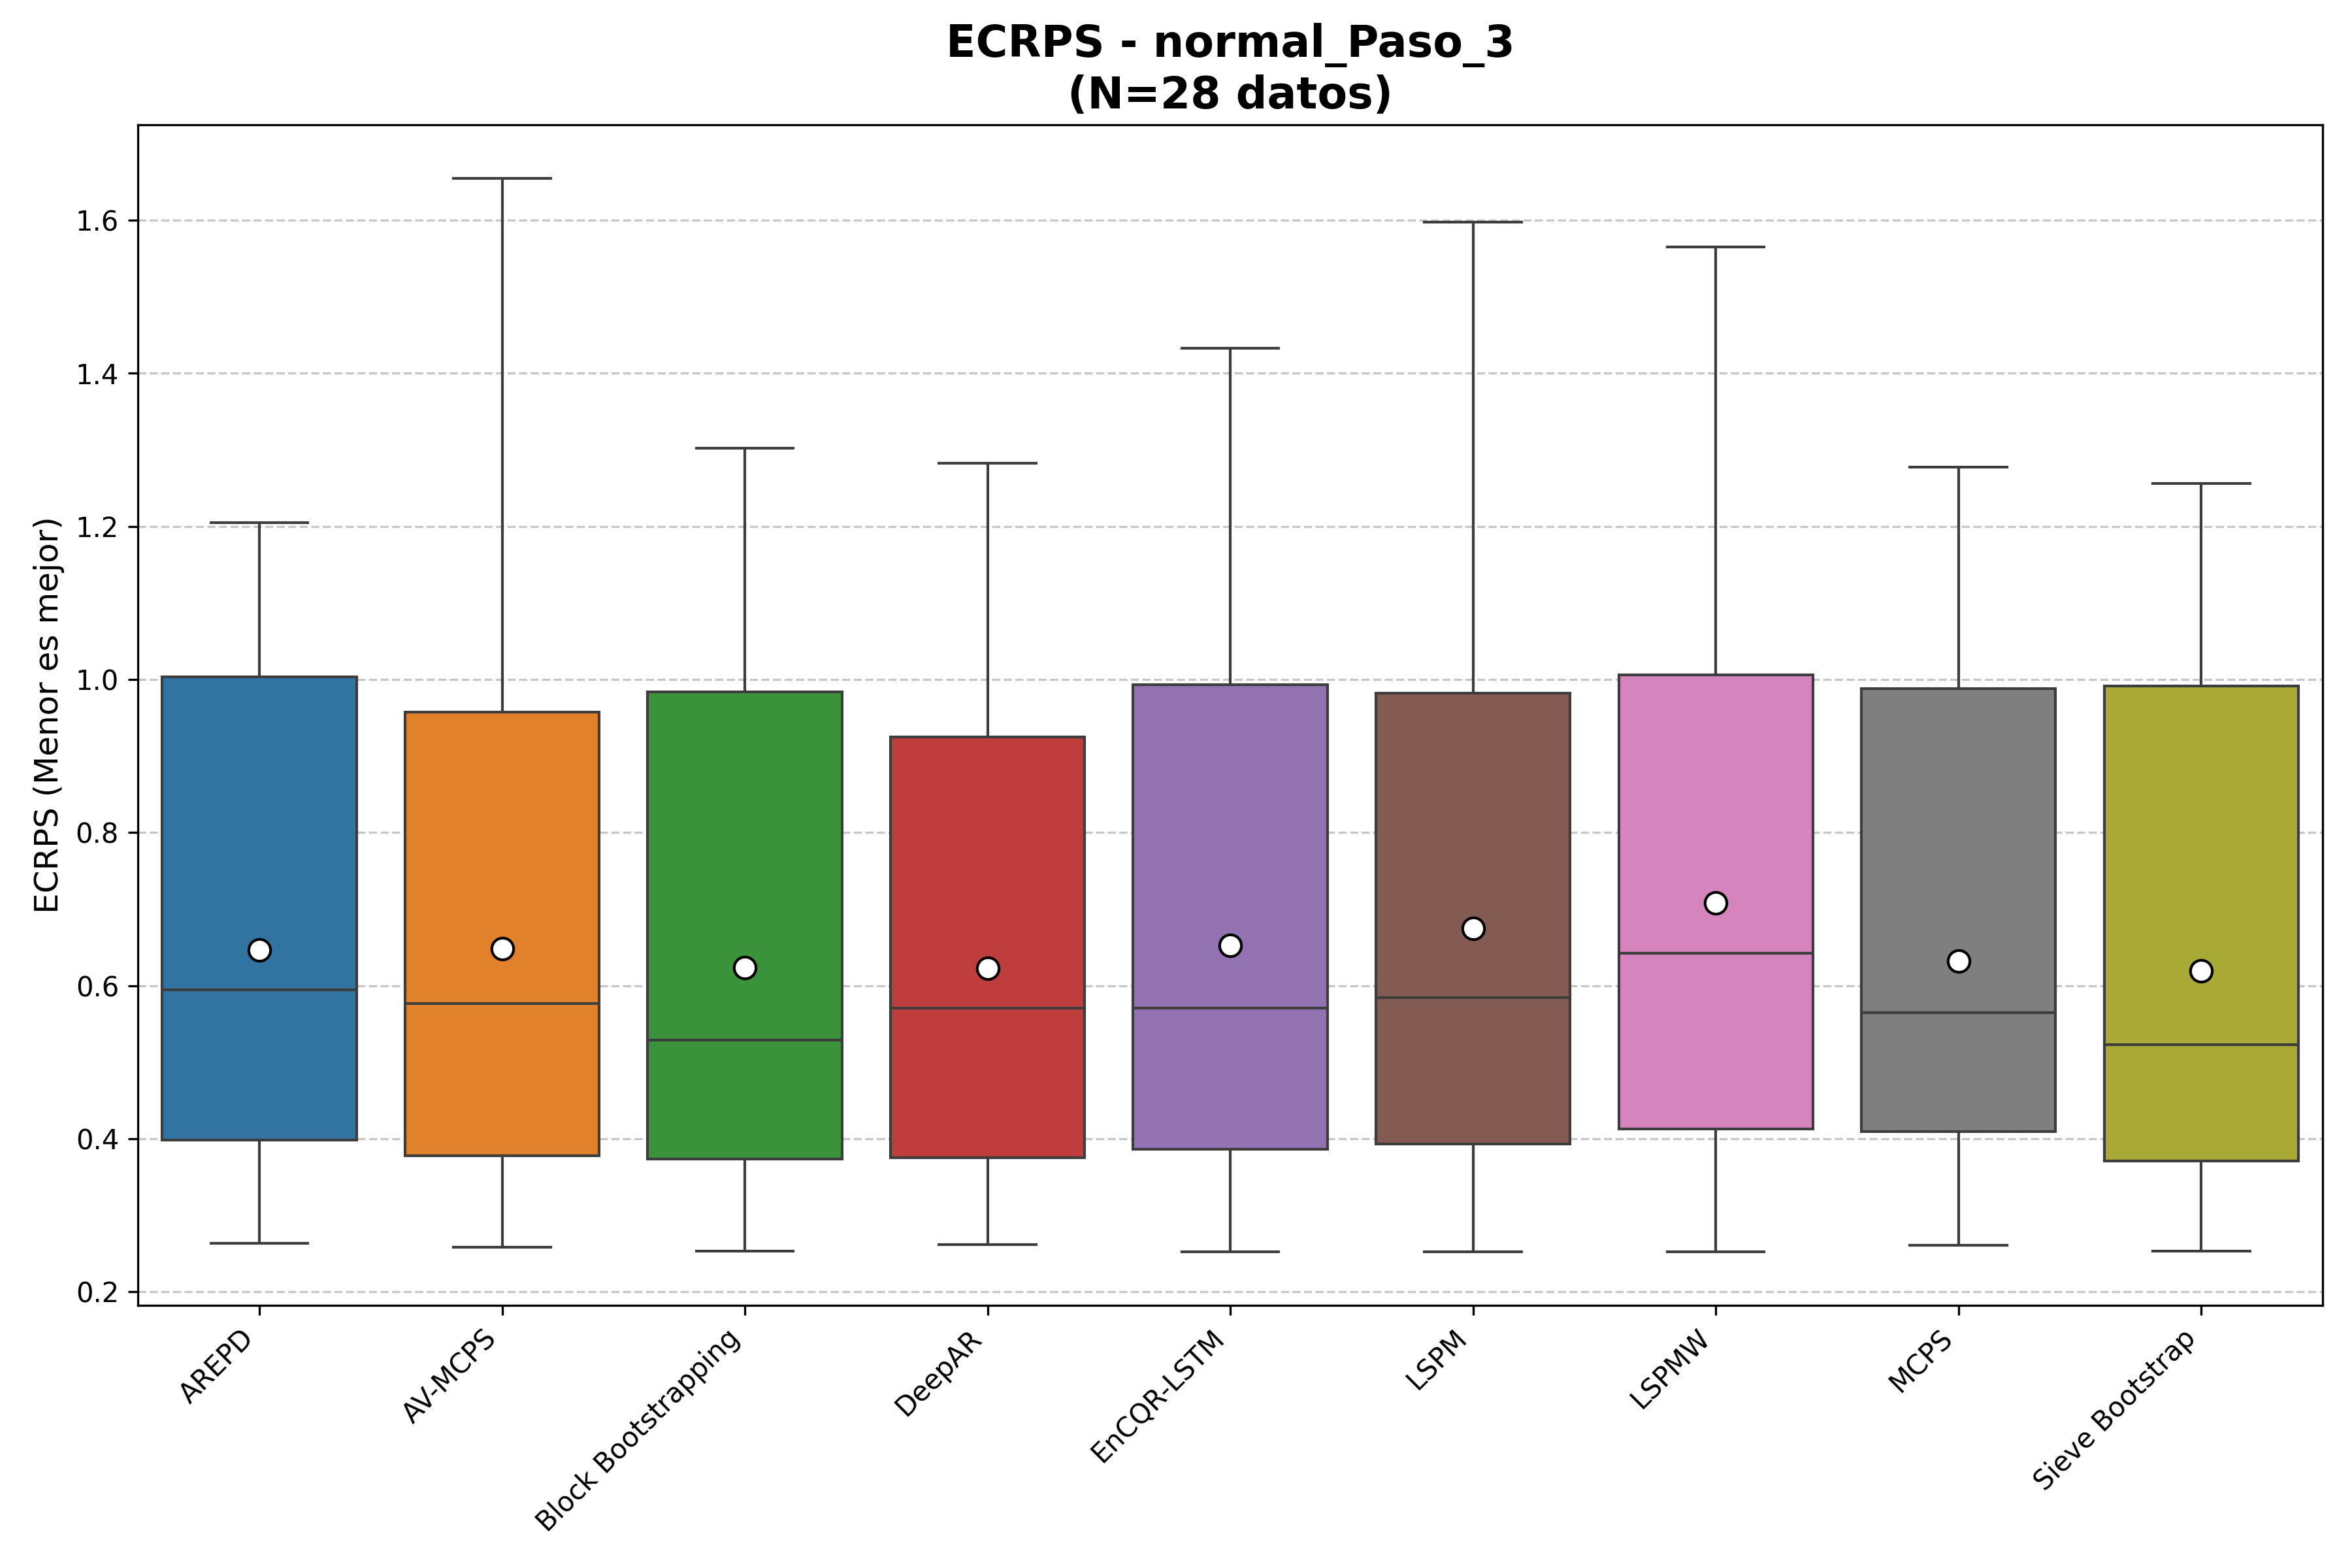 ECRPS - normal_Paso_3
(N=28 datos)
ECRPS (Menor es mejor)
1.6
1.4
1.2
1.0
0.8
0.6
0.4
0.2
AREPD
AV-MCPS
Block Bootstrapping
DeepAR
EnCQR-LSTM
LSPM
LSPMW
MCPS
Sieve Bootstrap